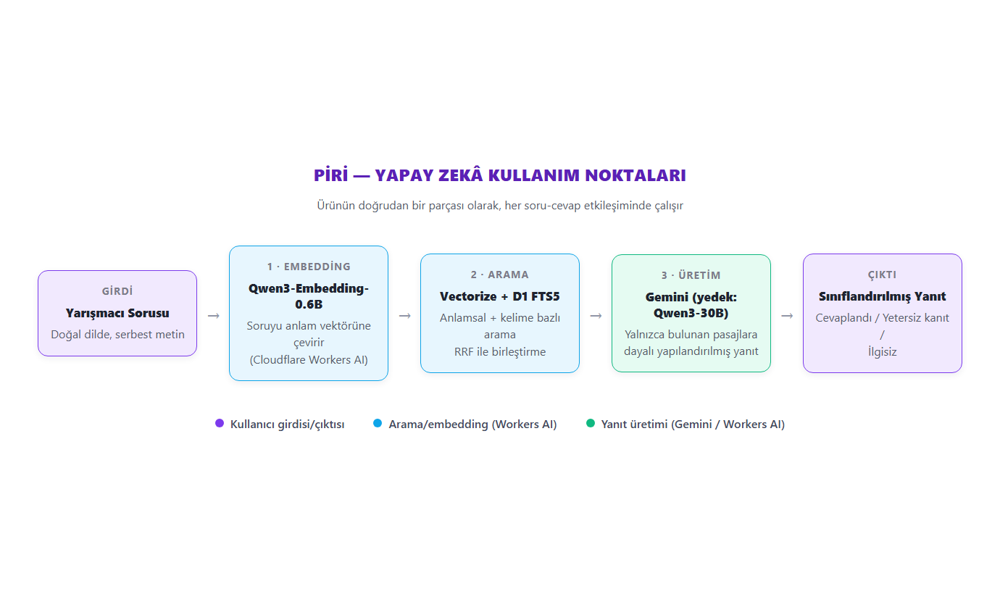 PİRİ — YAPAY ZEKÂ KULLANIM NOKTALARI
Ürünün doğrudan bir parçası olarak, her soru-cevap etkileşiminde çalışır
GİRDİ
Yarışmacı Sorusu
Doğal dilde, serbest metin
→
1 · EMBEDDİNG
Qwen3-Embedding-
0.6B
Soruyu anlam vektörüne
çevirir
(Cloudflare Workers AI)
→
2 · ARAMA
Vectorize + D1 FTS5
Anlamsal + kelime bazlı
arama
RRF ile birleştirme
→
3 · ÜRETİM
Gemini (yedek:
Qwen3-30B)
Yalnızca bulunan pasajlara
dayalı yapılandırılmış yanıt
→
ÇIKTI
Sınıflandırılmış Yanıt
Cevaplandı / Yetersiz kanıt
/
İlgisiz
Kullanıcı girdisi/çıktısı
Arama/embedding (Workers AI)
Yanıt üretimi (Gemini / Workers AI)